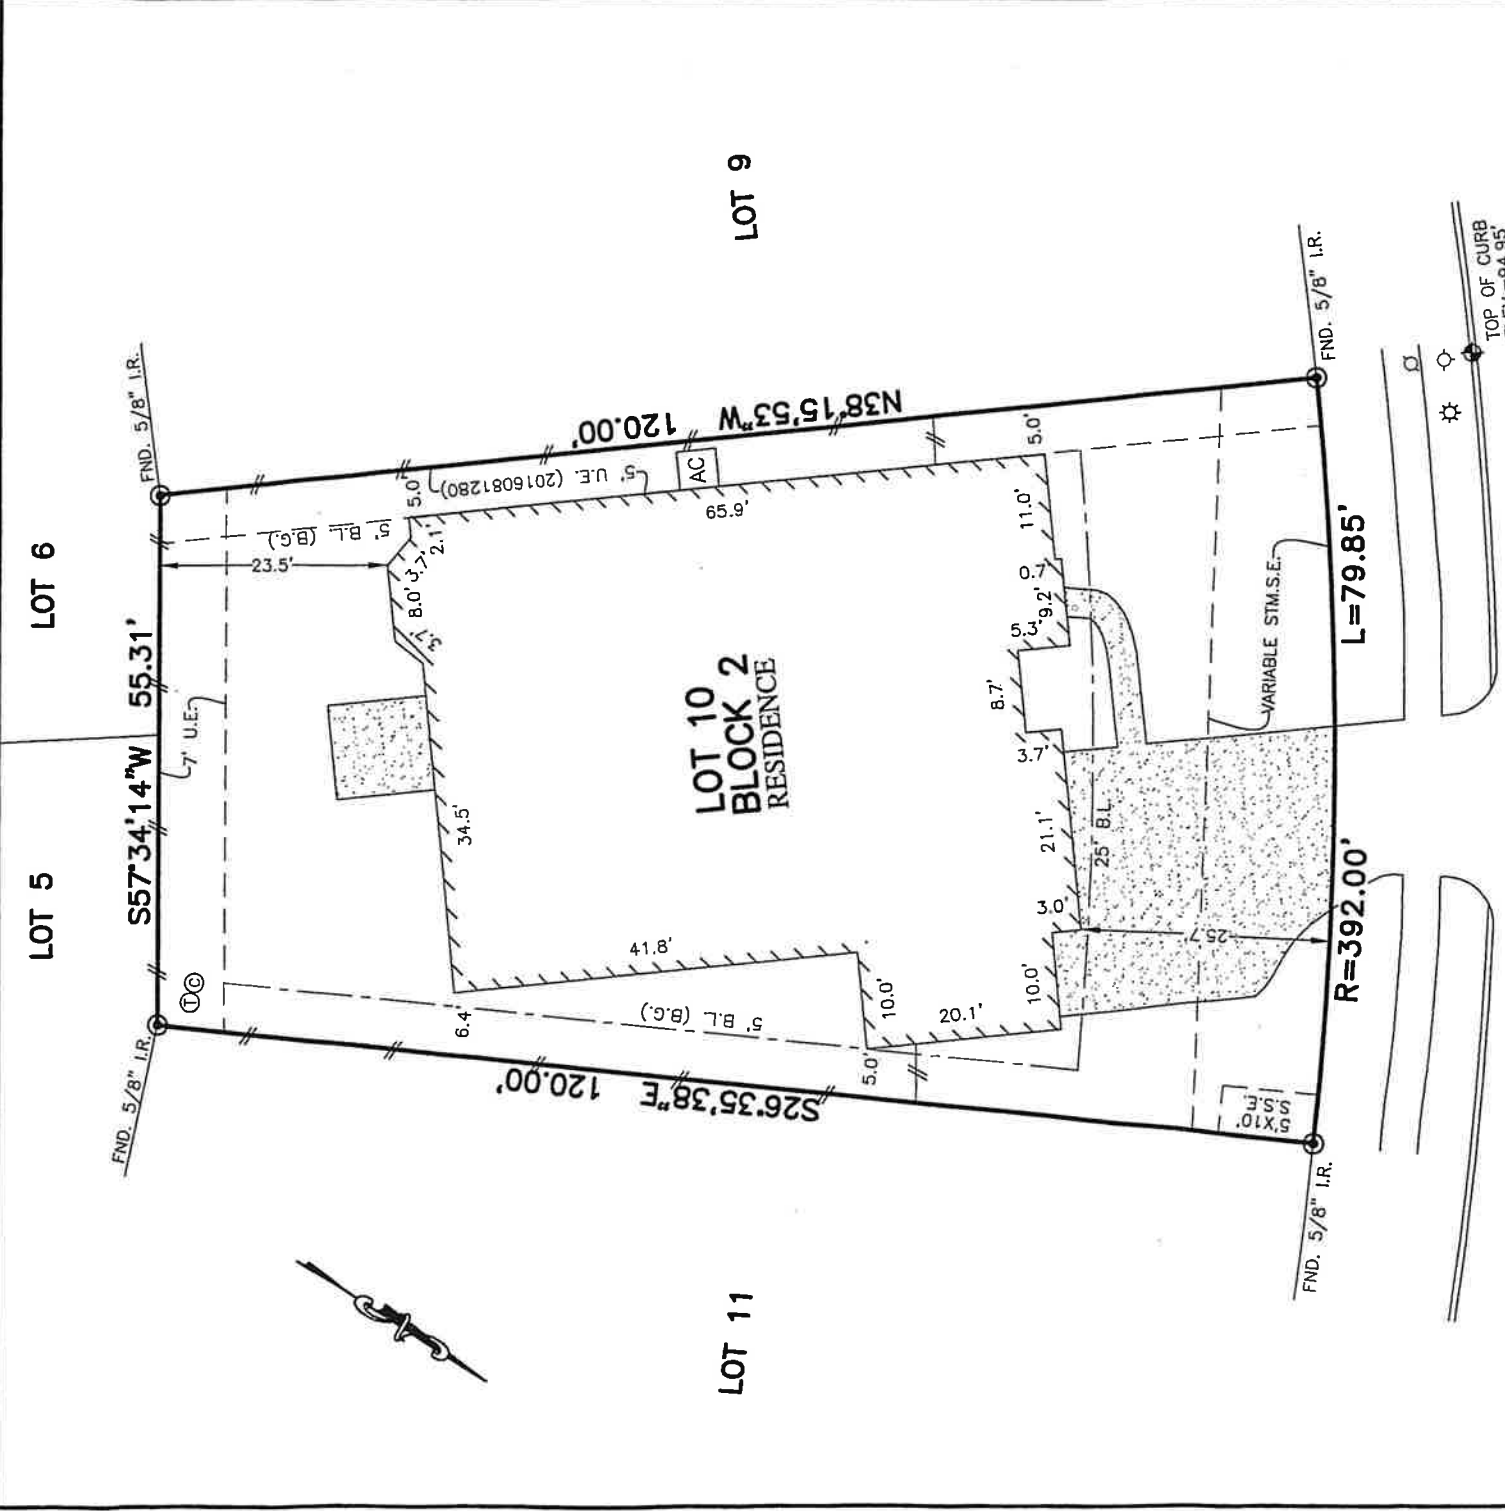 LOT 5
LOT 6
LOT 9
LOT 11
FND. 5/8" I.R.
FND. 5/8" I.R.
FND. 5/8" I.R.
FND. 5/8" I.R.
S57°34'14"W 55.31'
7' U.E.
23.5'
5' B.L. (B.G.)
5.0'
2.1'
3.7'
8.0'
3.7'
5' U.E. (2016081280)
120.00'
N38°15'53"W
AC
65.9'
34.5'
41.8'
6.4'
5' B.L. (B.G.)
S26°35'38"E 120.00'
LOT 10
BLOCK 2
RESIDENCE
5.0'
11.0'
0.7'
9.2'
5.3'
8.7'
3.7'
21.1'
25' B.L.
3.0'
10.0'
10.0'
20.1'
5.0'
25.7'
VARIABLE STM.S.E.
5'X10'
S.S.E.
R=392.00'
L=79.85'
TOP OF CURB
T
C